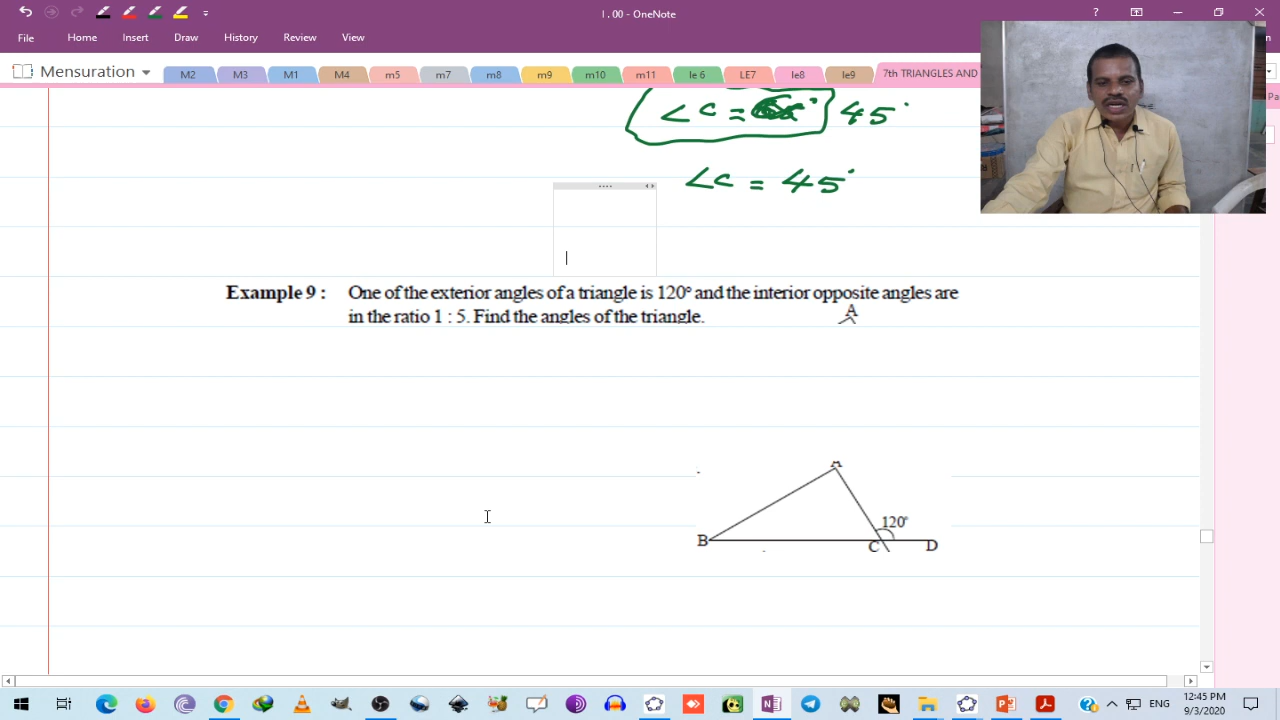 1.00 - OneNote
File Home Insert Draw History Review View
Mensuration M2 M3 M1 M4 m5 m7 m8 m9 m10 m11 le 6 LE7 le8 le9 7th TRIANGLES AND
Pa
∠C = 45°
∠C = 45°
Example 9 : One of the exterior angles of a triangle is 120° and the interior opposite angles are
in the ratio 1 : 5. Find the angles of the triangle.
A
A
120°
B C D
12:45 PM
ENG
9/3/2020